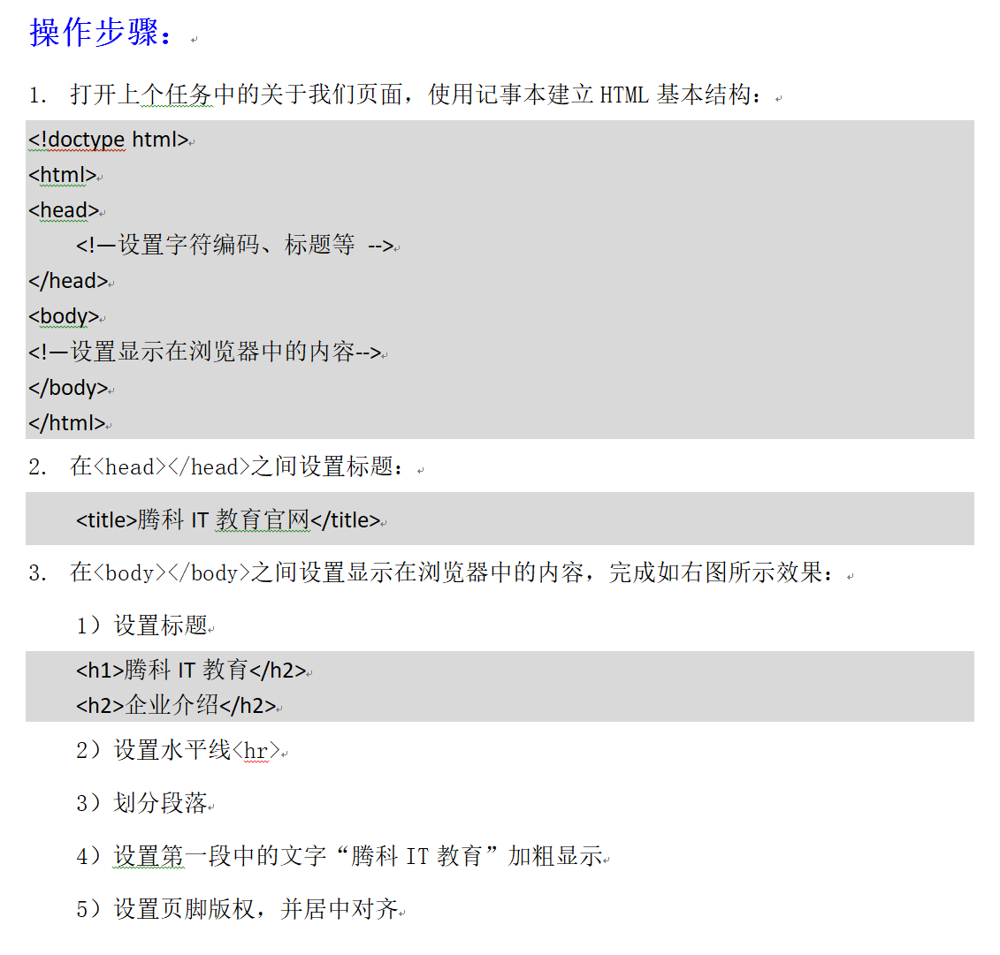 操作步骤：
1. 打开上个任务中的关于我们页面，使用记事本建立 HTML 基本结构：
<!doctype html>
<html>
<head>
<!—设置字符编码、标题等 -->
</head>
<body>
<!—设置显示在浏览器中的内容-->
</body>
</html>
2. 在<head></head>之间设置标题：
<title>腾科 IT 教育官网</title>
3. 在<body></body>之间设置显示在浏览器中的内容，完成如右图所示效果：
1）设置标题
<h1>腾科 IT 教育</h2>
<h2>企业介绍</h2>
2）设置水平线<hr>
3）划分段落
4）设置第一段中的文字“腾科 IT 教育”加粗显示
5）设置页脚版权，并居中对齐